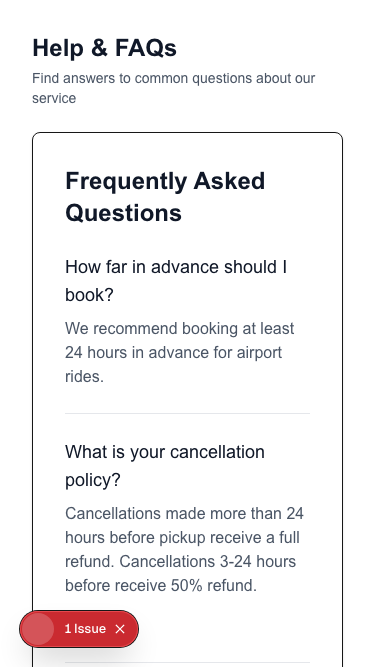 Help & FAQs
Find answers to common questions about our
service
Frequently Asked
Questions
How far in advance should I
book?
We recommend booking at least
24 hours in advance for airport
rides.
What is your cancellation
policy?
Cancellations made more than 24
hours before pickup receive a full
refund. Cancellations 3-24 hours
before receive 50% refund.
1 Issue